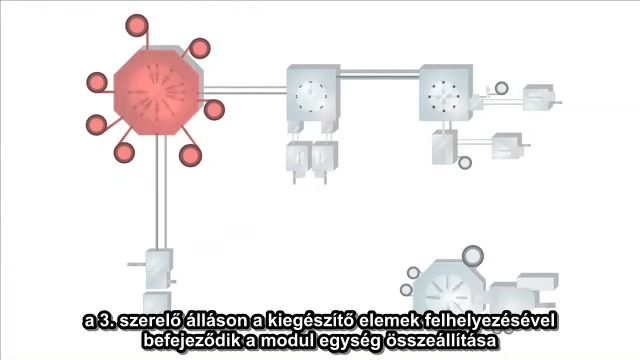 a 3. szerelő álláson a kiegészítő elemek felhelyezésével
befejeződik a modul egység összeállítása